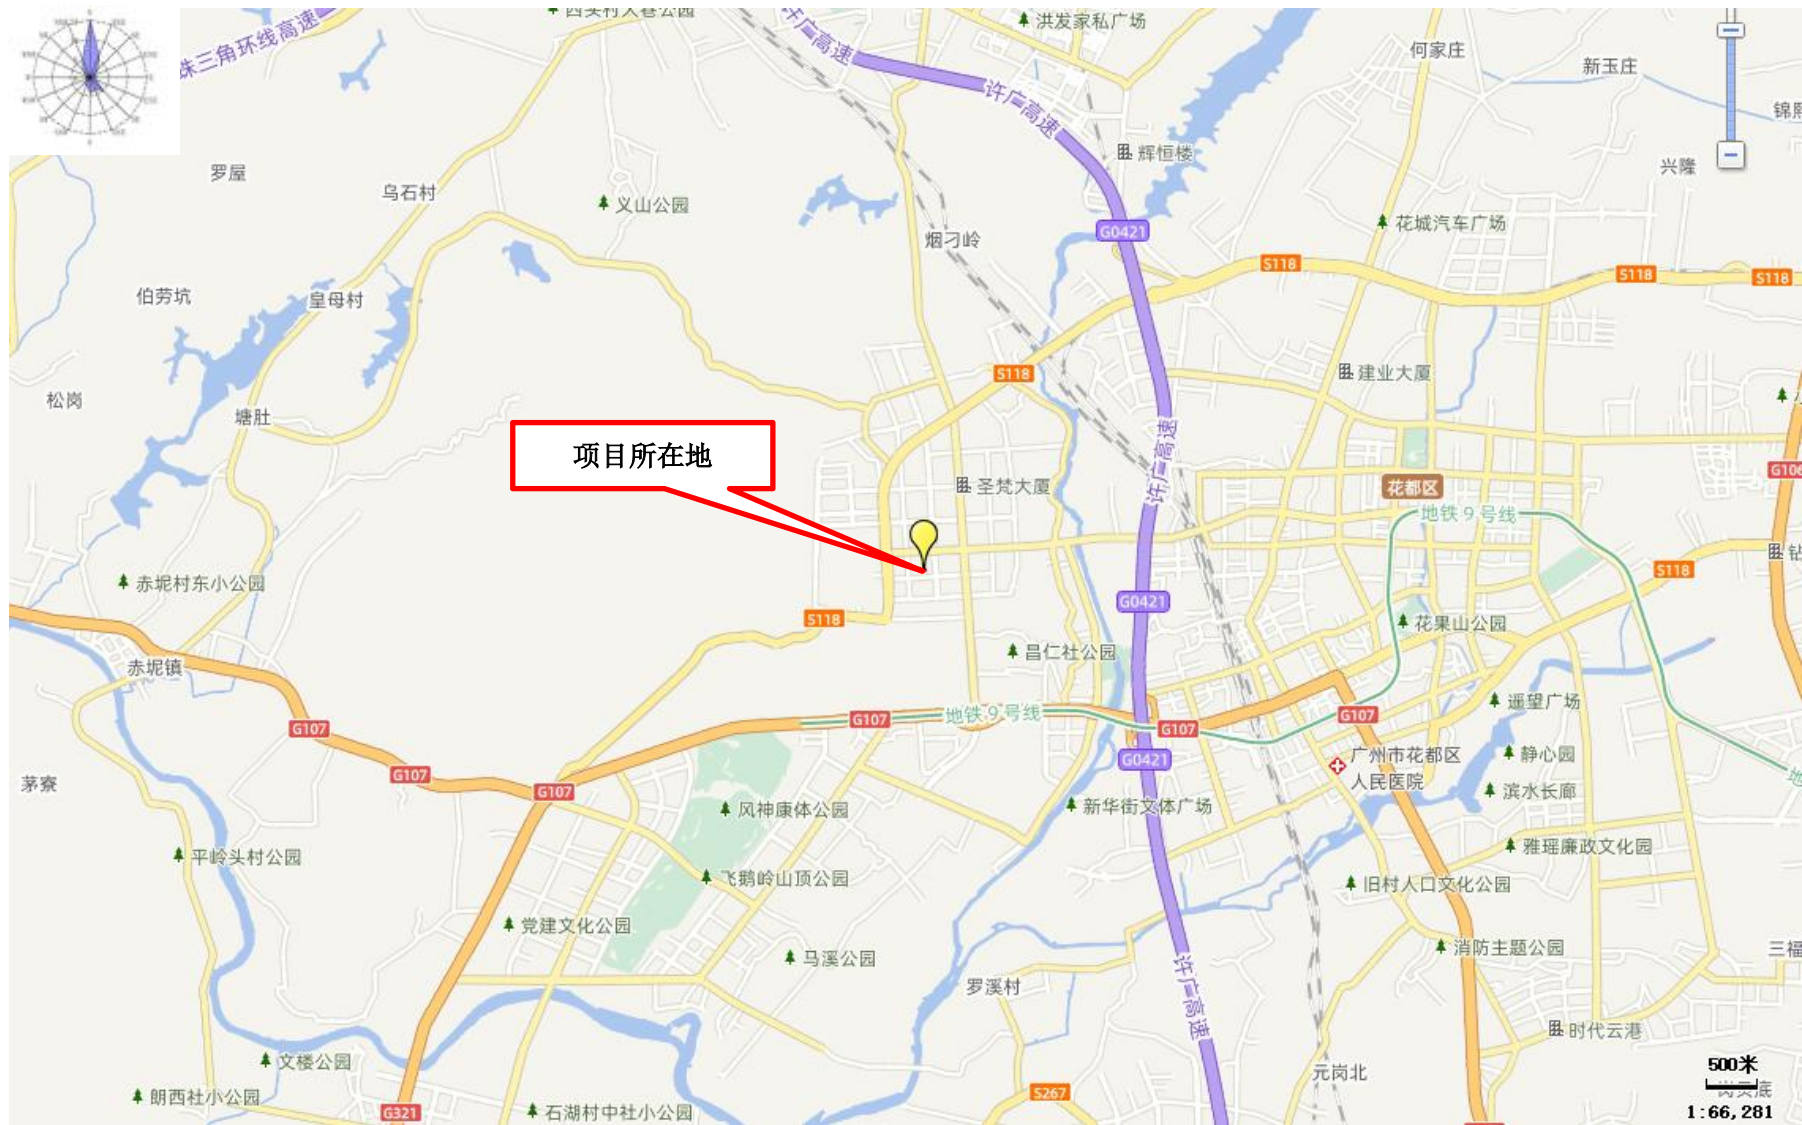 西头村大巷公园
许广高速
洪发家私广场
珠三角环线高速
何家庄
新玉庄
许广高速
锦熙
辉恒楼
兴隆
罗屋
乌石村
义山公园
花城汽车广场
G0421
烟刁岭
S118
S118
S118
伯劳坑
皇母村
S118
建业大厦
松岗
塘肚
许广高速
项目所在地
G106
圣梵大厦
花都区
地铁9号线
钻
S118
赤坭村东小公园
G0421
S118
花果山公园
昌仁社公园
赤坭镇
遥望广场
G107
G107
地铁9号线
G107
G107
静心园
G0421
广州市花都区
人民医院
G107
茅寮
G107
滨水长廊
地
风神康体公园
新华街文体广场
雅瑶廉政文化园
平岭头村公园
飞鹅岭山顶公园
旧村人口文化公园
党建文化公园
消防主题公园
三福
马溪公园
罗溪村
许广高速
时代云港
文楼公园
元岗北
500米
朗西社小公园
S267
G321
石湖村中社小公园
1:66,281